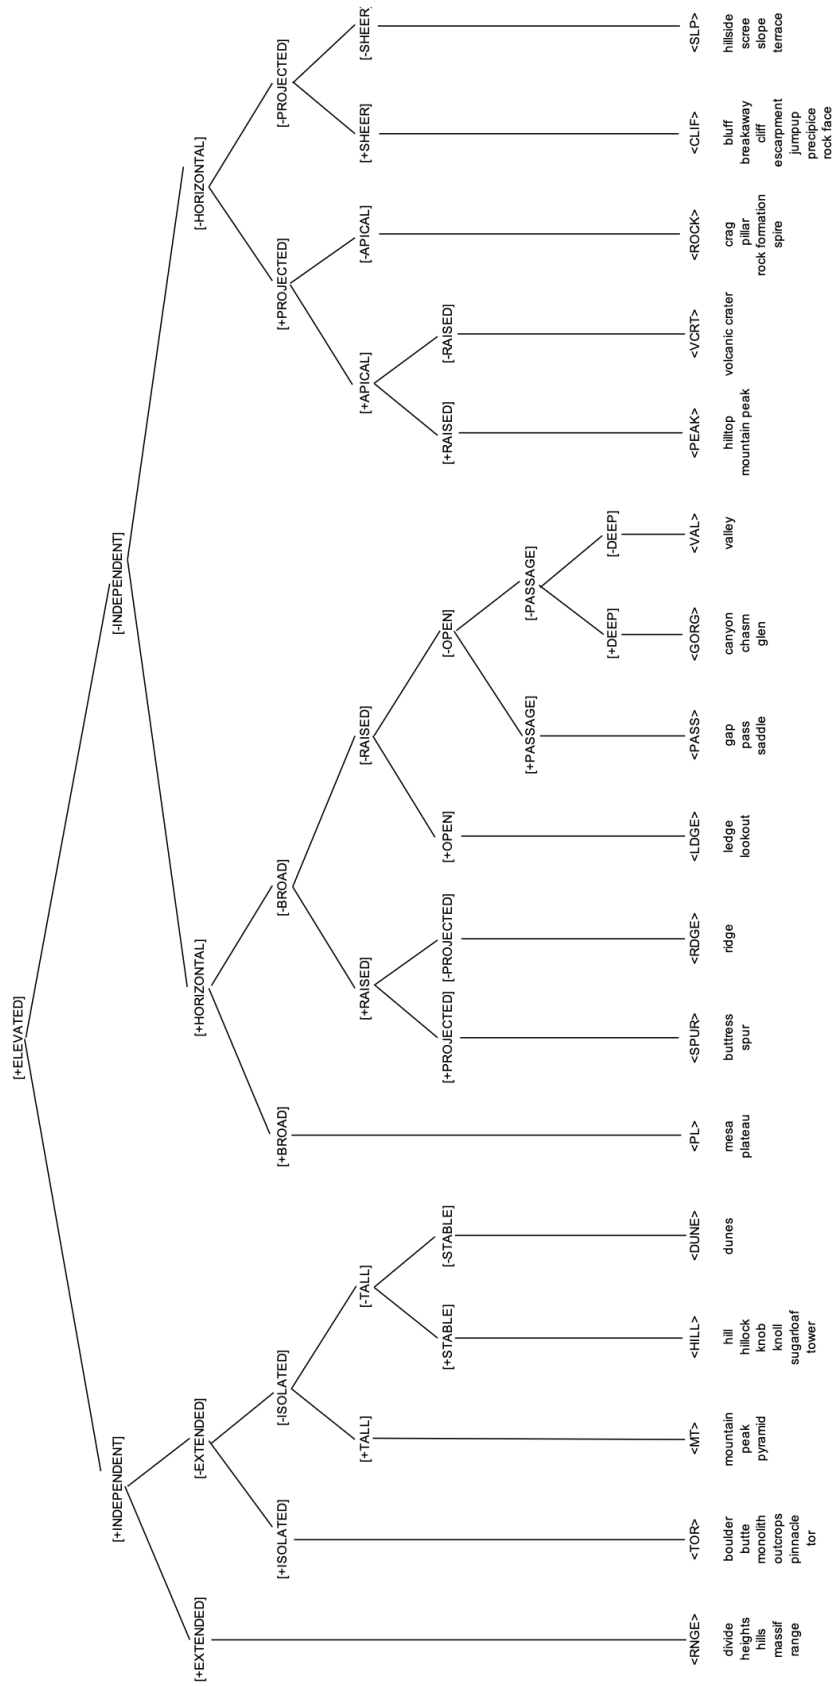 [+ELEVATED]
[+INDEPENDENT]
[-INDEPENDENT]
[+EXTENDED]
[-EXTENDED]
[+HORIZONTAL]
[-HORIZONTAL]
[+ISOLATED]
[-ISOLATED]
[+BROAD]
[-BROAD]
[+PROJECTED]
[-PROJECTED]
[+TALL]
[-TALL]
[+RAISED]
[-RAISED]
[+APICAL]
[-APICAL]
[+SHEER]
[-SHEER]
[+STABLE]
[-STABLE]
[+PROJECTED]
[-PROJECTED]
[+OPEN]
[-OPEN]
[+RAISED]
[-RAISED]
[+PASSAGE]
[-PASSAGE]
[+DEEP]
[-DEEP]
<RNGE>
divide
heights
hills
massif
range
<TOR>
boulder
butte
monolith
outcrops
pinnacle
tor
<MT>
mountain
peak
pyramid
<HILL>
hill
hillock
knob
knoll
sugarloaf
tower
<DUNE>
dunes
<PL>
mesa
plateau
<SPUR>
buttress
spur
<RDGE>
ridge
<LDGE>
ledge
lookout
<PASS>
gap
pass
saddle
<GORG>
canyon
chasm
glen
<VAL>
valley
<PEAK>
hilltop
mountain peak
<VCRT>
volcanic crater
<ROCK>
crag
pillar
rock formation
spire
<CLIF>
bluff
breakaway
cliff
escarpment
jumpup
precipice
rock face
<SLP>
hillside
scree
slope
terrace